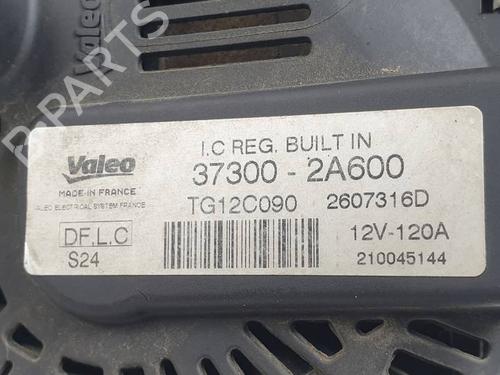 Valeo
B-PARTS
I.C REG. BUILT IN
Valeo
37300 - 2A600
MADE IN FRANCE
VALEO ELECTRICAL SYSTEM FRANCE
TG12C090 2607316D
DF.L.C
12V-120A
S24
210045144